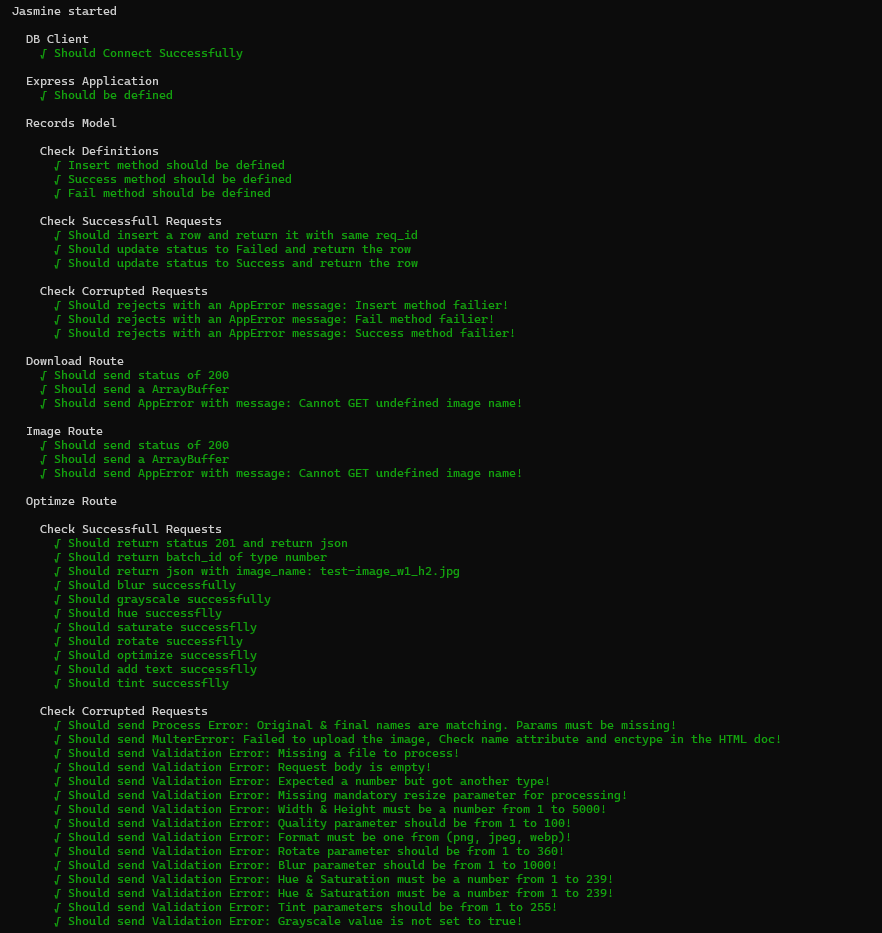 Jasmine started
DB Client
√ Should Connect Successfully
Express Application
√ Should be defined
Records Model
Check Definitions
√ Insert method should be defined
√ Success method should be defined
√ Fail method should be defined
Check Successfull Requests
√ Should insert a row and return it with same req_id
√ Should update status to Failed and return the row
√ Should update status to Success and return the row
Check Corrupted Requests
√ Should rejects with an AppError message: Insert method failier!
√ Should rejects with an AppError message: Fail method failier!
√ Should rejects with an AppError message: Success method failier!
Download Route
√ Should send status of 200
√ Should send a ArrayBuffer
√ Should send AppError with message: Cannot GET undefined image name!
Image Route
√ Should send status of 200
√ Should send a ArrayBuffer
√ Should send AppError with message: Cannot GET undefined image name!
Optimze Route
Check Successfull Requests
√ Should return status 201 and return json
√ Should return batch_id of type number
√ Should return json with image_name: test-image_w1_h2.jpg
√ Should blur successfully
√ Should grayscale successfully
√ Should hue successflly
√ Should saturate successflly
√ Should rotate successflly
√ Should optimize successflly
√ Should add text successflly
√ Should tint successflly
Check Corrupted Requests
√ Should send Process Error: Original & final names are matching. Params must be missing!
√ Should send MulterError: Failed to upload the image, Check name attribute and enctype in the HTML doc!
√ Should send Validation Error: Missing a file to process!
√ Should send Validation Error: Request body is empty!
√ Should send Validation Error: Expected a number but got another type!
√ Should send Validation Error: Missing mandatory resize parameter for processing!
√ Should send Validation Error: Width & Height must be a number from 1 to 5000!
√ Should send Validation Error: Quality parameter should be from 1 to 100!
√ Should send Validation Error: Format must be one from (png, jpeg, webp)!
√ Should send Validation Error: Rotate parameter should be from 1 to 360!
√ Should send Validation Error: Blur parameter should be from 1 to 1000!
√ Should send Validation Error: Hue & Saturation must be a number from 1 to 239!
√ Should send Validation Error: Hue & Saturation must be a number from 1 to 239!
√ Should send Validation Error: Tint parameters should be from 1 to 255!
√ Should send Validation Error: Grayscale value is not set to true!